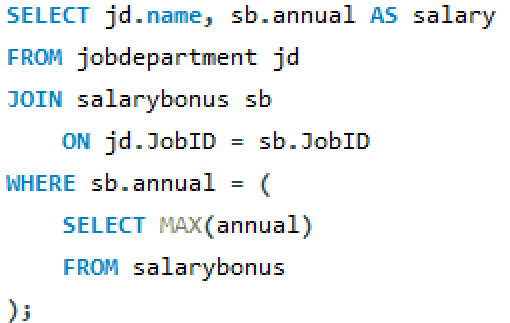 SELECT jd.name, sb.annual AS salary
FROM jobdepartment jd
JOIN salarybonus sb
    ON jd.JobID = sb.JobID
WHERE sb.annual = (
    SELECT MAX(annual)
    FROM salarybonus
);